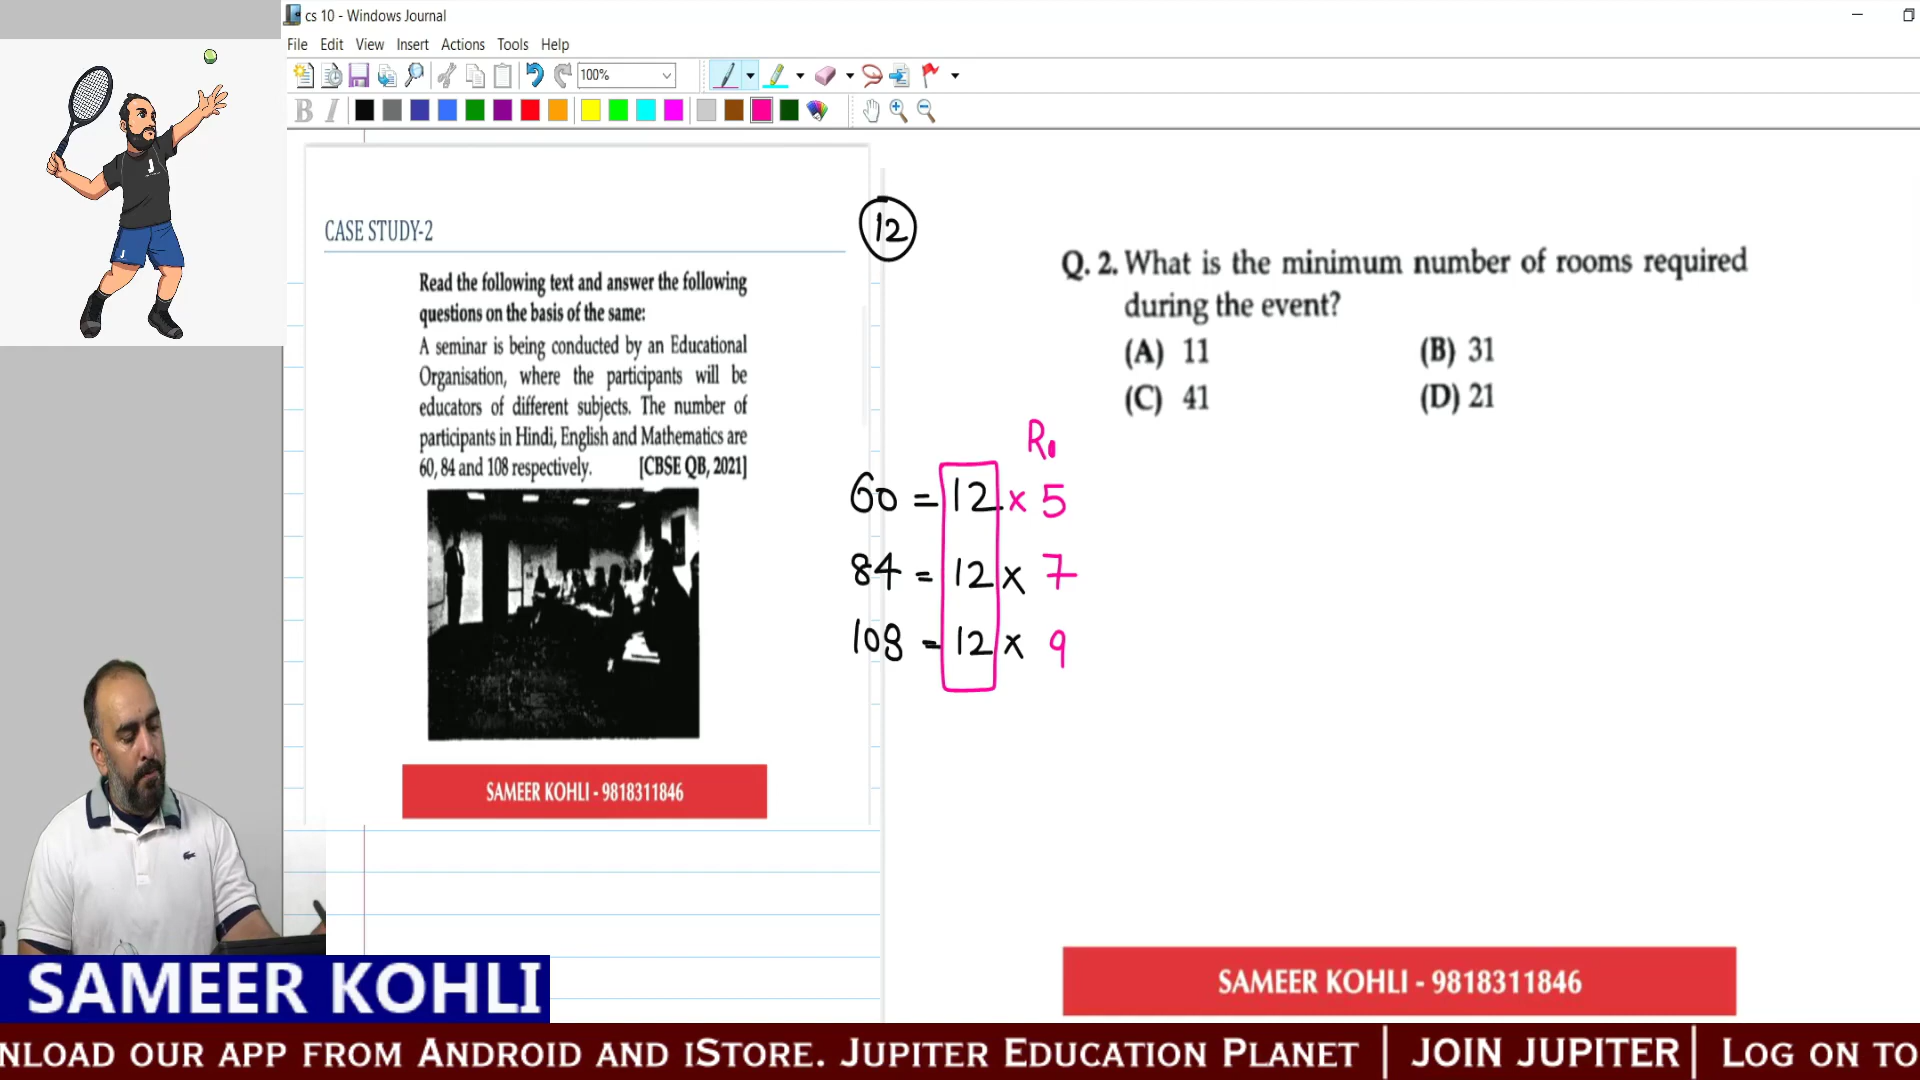 cs 10 - Windows Journal
File Edit View Insert Actions Tools Help
100%
B I
CASE STUDY-2
Read the following text and answer the following
questions on the basis of the same:
A seminar is being conducted by an Educational
Organisation, where the participants will be
educators of different subjects. The number of
participants in Hindi, English and Mathematics are
60, 84 and 108 respectively. [CBSE QB, 2021]
SAMEER KOHLI - 9818311846
12
Q. 2. What is the minimum number of rooms required
during the event?
(A) 11 (B) 31
(C) 41 (D) 21
R.
60 = 12 × 5
84 = 12 × 7
108 = 12 × 9
SAMEER KOHLI - 9818311846
SAMEER KOHLI
NLOAD OUR APP FROM ANDROID AND ISTORE. JUPITER EDUCATION PLANET | JOIN JUPITER | LOG ON TO